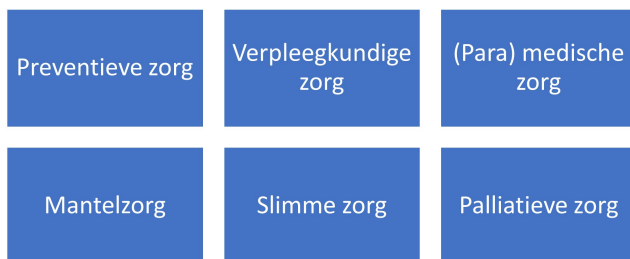 Preventieve zorg
Verpleegkundige
zorg
(Para) medische
zorg
Mantelzorg
Slimme zorg
Palliatieve zorg